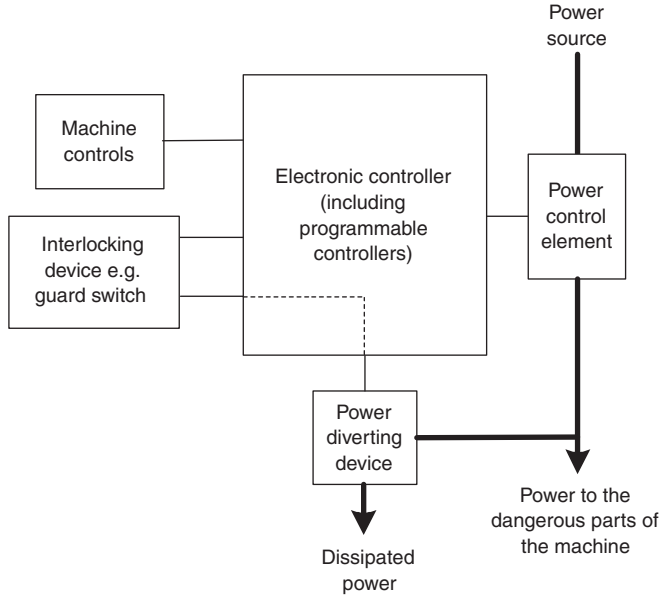 Power
source
Machine
controls
Electronic controller
(including
programmable
controllers)
Power
control
element
Interlocking
device e.g.
guard switch
Power
diverting
device
Power to the
dangerous parts of
the machine
Dissipated
power